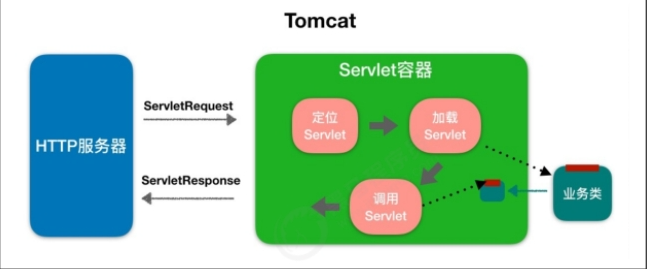 Tomcat
Servlet容器
ServletRequest
定位
Servlet
加载
Servlet
HTTP服务器
ServletResponse
调用
Servlet
业务类